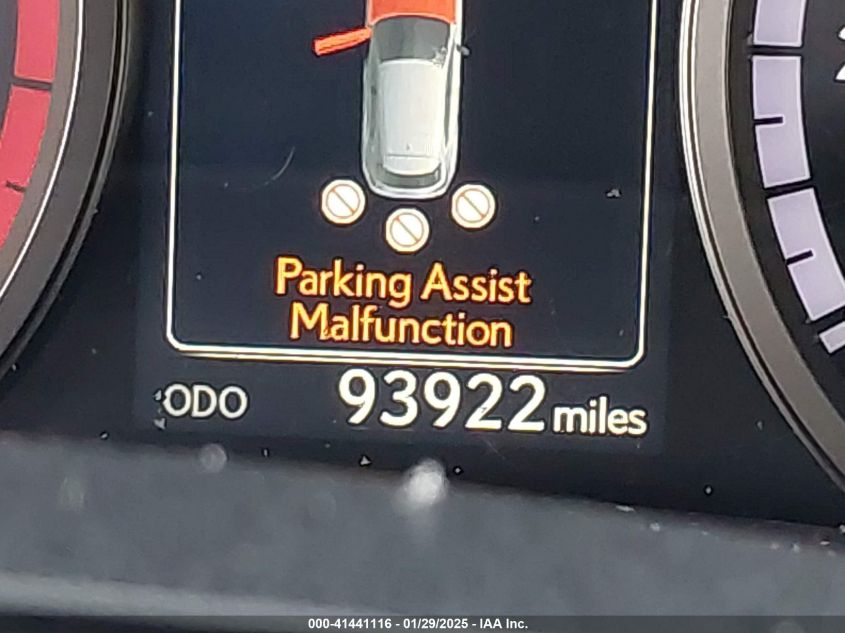 Parking Assist
Malfunction
ODO 93922 miles
000-41441116 - 01/29/2025 - IAA Inc.